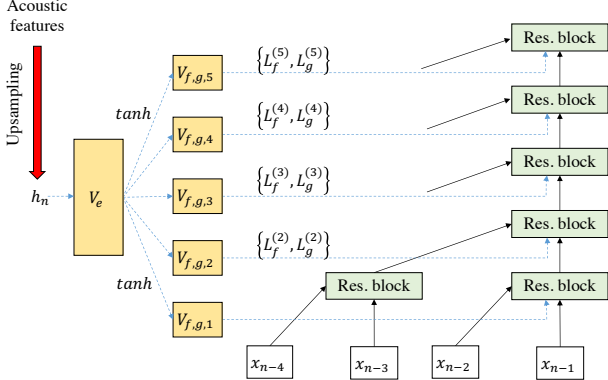 Acoustic
features
Upsampling
h_n
V_e
tanh
tanh
V_{f,g,5}
V_{f,g,4}
V_{f,g,3}
V_{f,g,2}
V_{f,g,1}
{L_f^{(5)}, L_g^{(5)}}
{L_f^{(4)}, L_g^{(4)}}
{L_f^{(3)}, L_g^{(3)}}
{L_f^{(2)}, L_g^{(2)}}
Res. block
Res. block
Res. block
Res. block
Res. block
Res. block
x_{n-4}
x_{n-3}
x_{n-2}
x_{n-1}